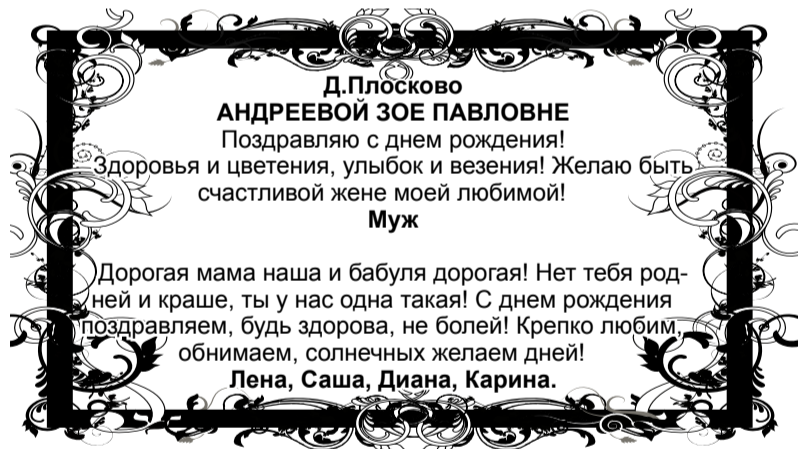 Д.Плосково
АНДРЕЕВОЙ ЗОЕ ПАВЛОВНЕ
Поздравляю с днем рождения!
Здоровья и цветения, улыбок и везения! Желаю быть
счастливой жене моей любимой!
Муж
Дорогая мама наша и бабуля дорогая! Нет тебя род-
ней и краше, ты у нас одна такая! С днем рождения
поздравляем, будь здорова, не болей! Крепко любим,
обнимаем, солнечных желаем дней!
Лена, Саша, Диана, Карина.